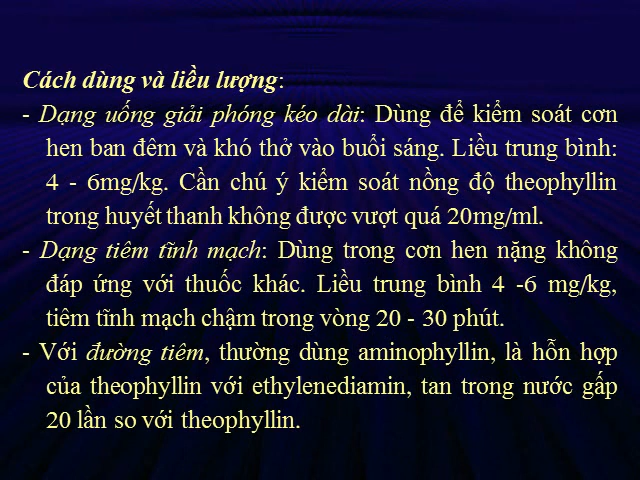 Cách dùng và liều lượng:
- Dạng uống giải phóng kéo dài: Dùng để kiểm soát cơn
hen ban đêm và khó thở vào buổi sáng. Liều trung bình:
4 - 6mg/kg. Cần chú ý kiểm soát nồng độ theophyllin
trong huyết thanh không được vượt quá 20mg/ml.
- Dạng tiêm tĩnh mạch: Dùng trong cơn hen nặng không
đáp ứng với thuốc khác. Liều trung bình 4 -6 mg/kg,
tiêm tĩnh mạch chậm trong vòng 20 - 30 phút.
- Với đường tiêm, thường dùng aminophyllin, là hỗn hợp
của theophyllin với ethylenediamin, tan trong nước gấp
20 lần so với theophyllin.